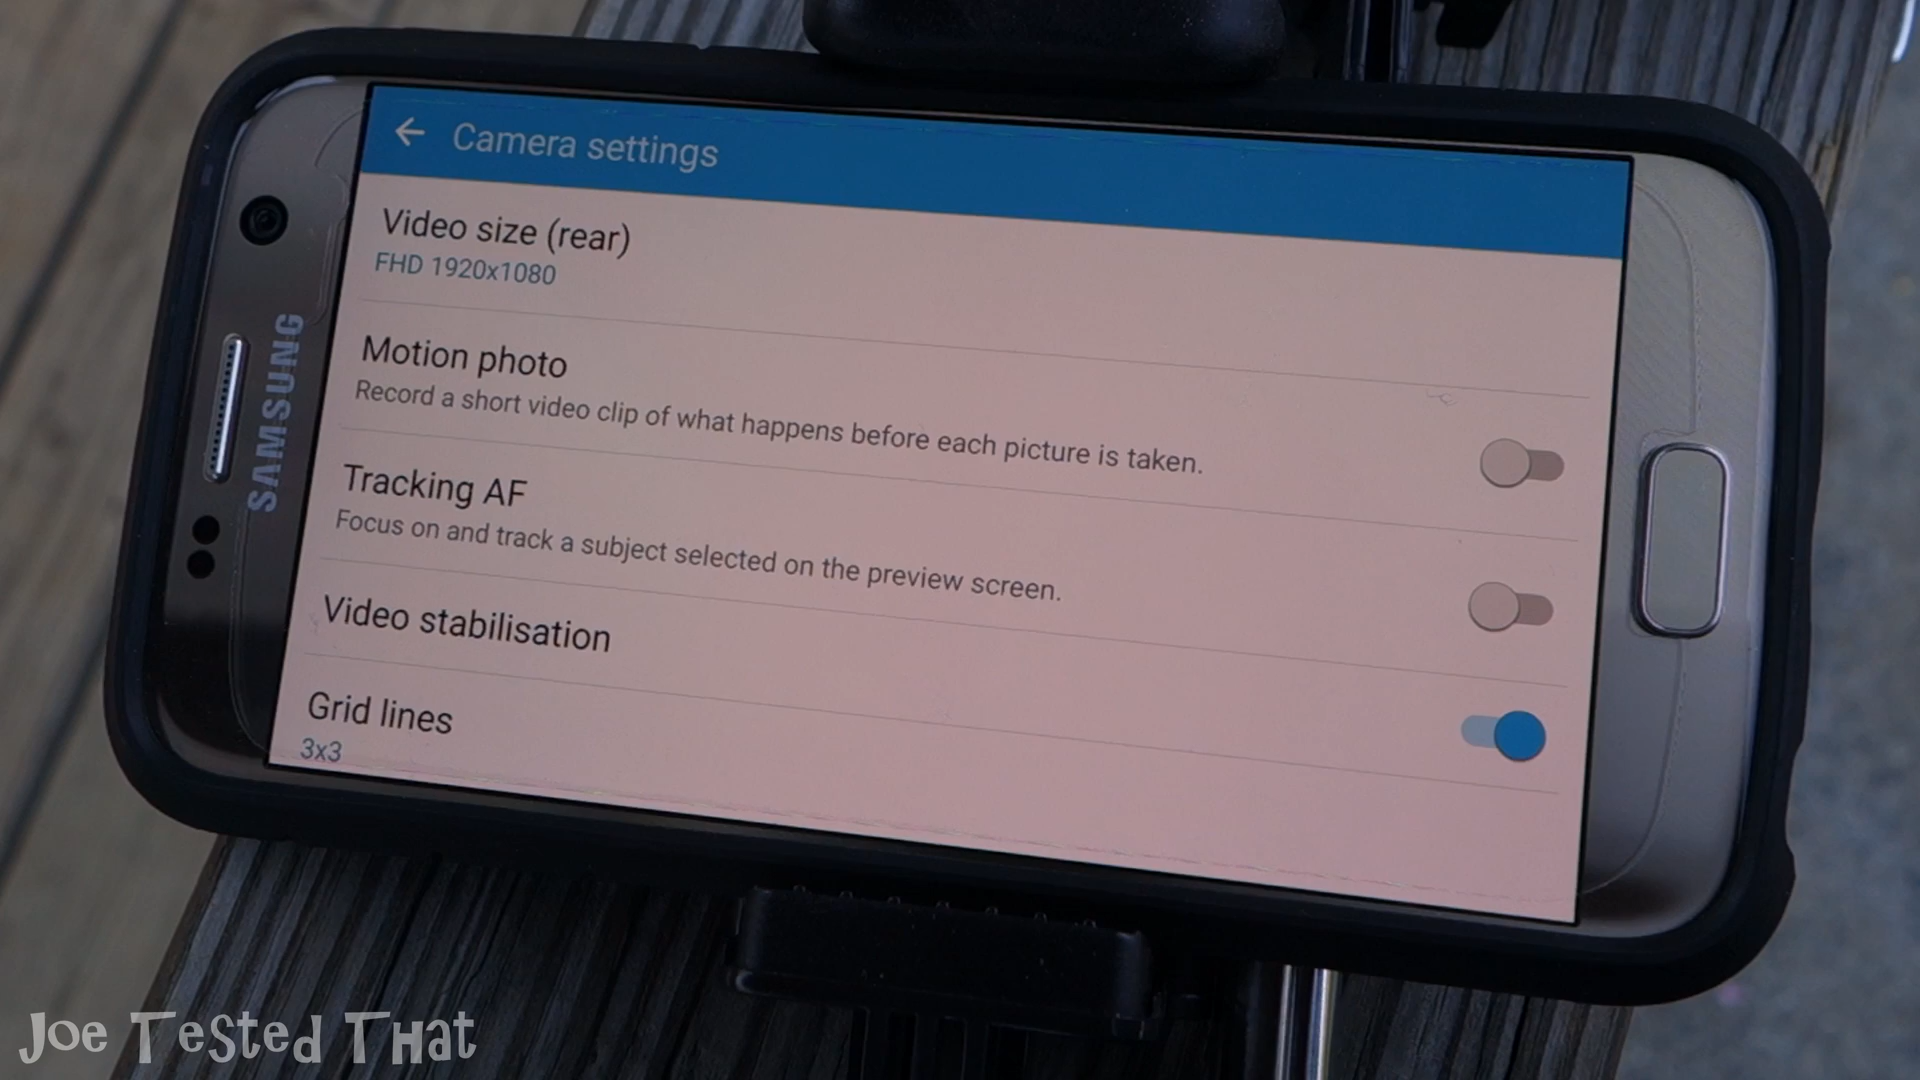 Camera settings
Video size (rear)
FHD 1920x1080
Motion photo
Record a short video clip of what happens before each picture is taken.
Tracking AF
Focus on and track a subject selected on the preview screen.
Video stabilisation
Grid lines
3x3
SAMSUNG
Joe Tested That